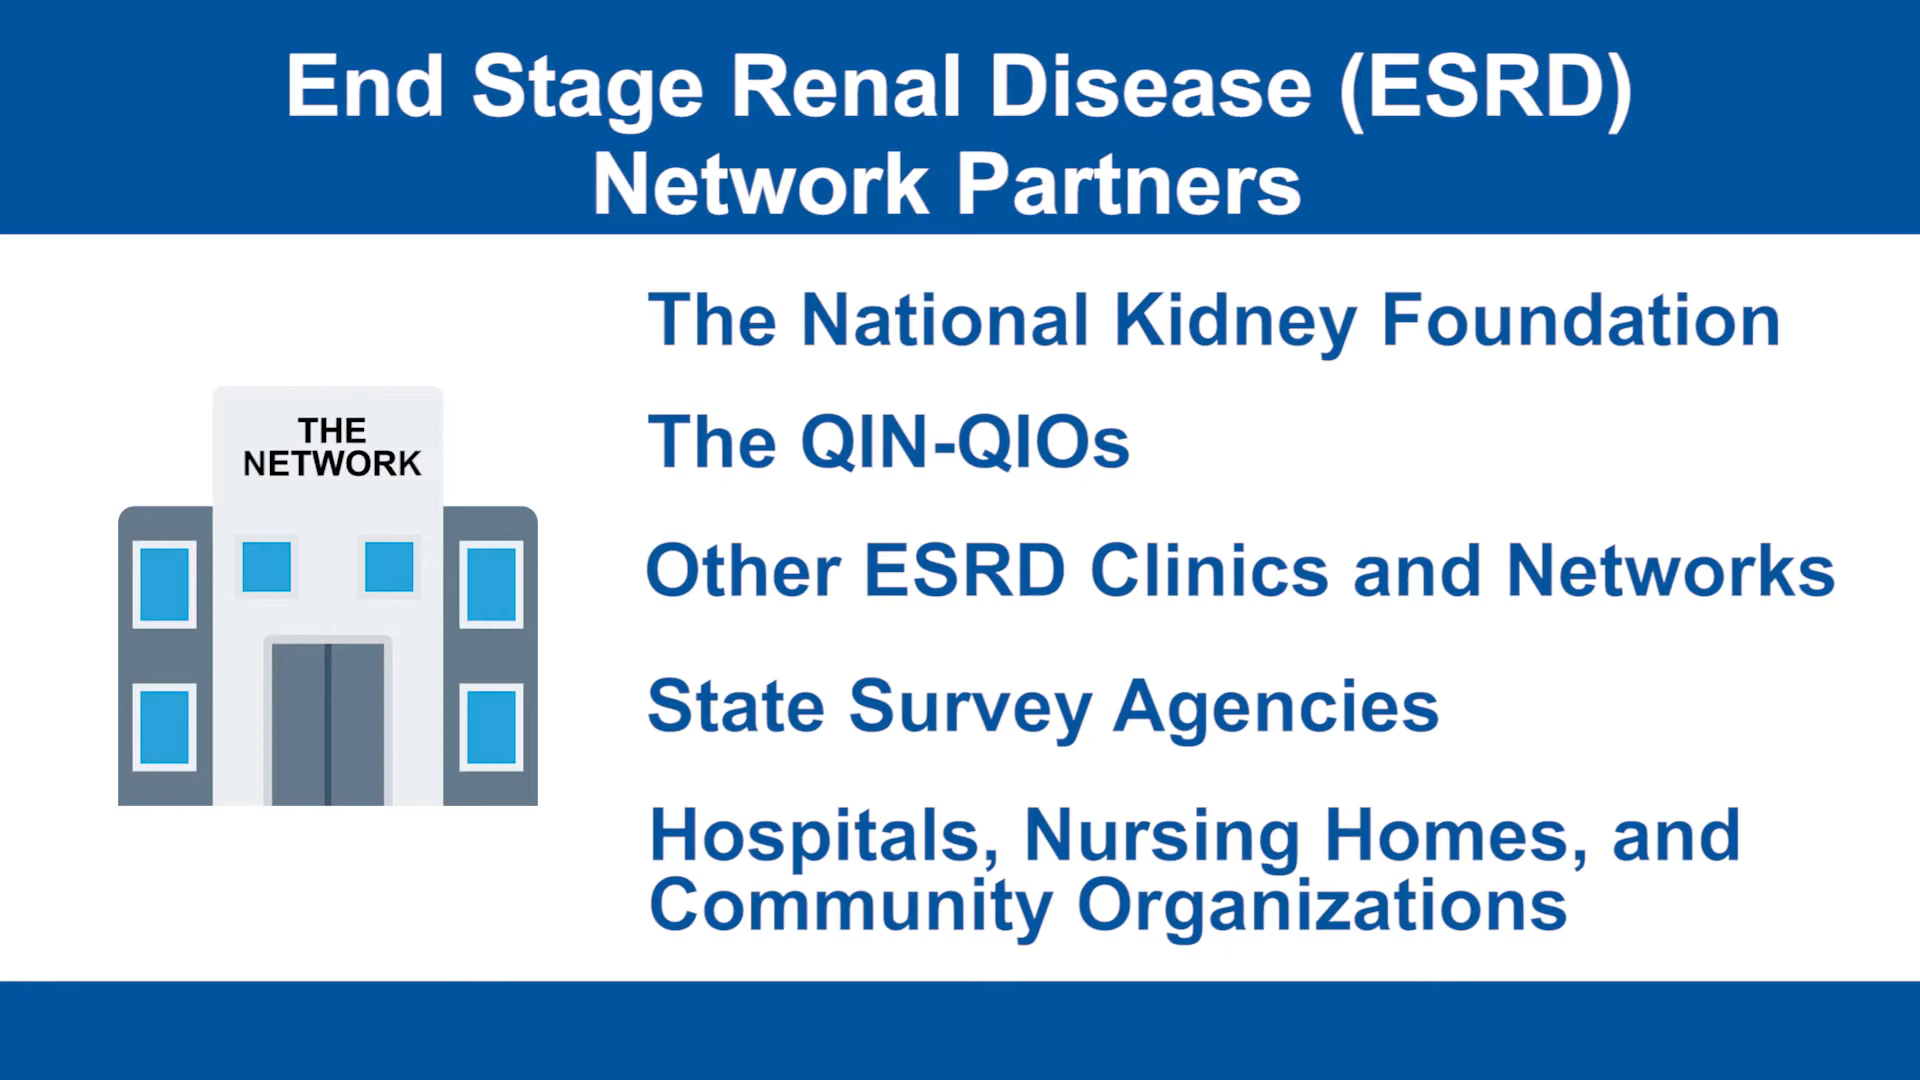 End Stage Renal Disease (ESRD)
Network Partners
THE
NETWORK
The National Kidney Foundation
The QIN-QIOs
Other ESRD Clinics and Networks
State Survey Agencies
Hospitals, Nursing Homes, and
Community Organizations